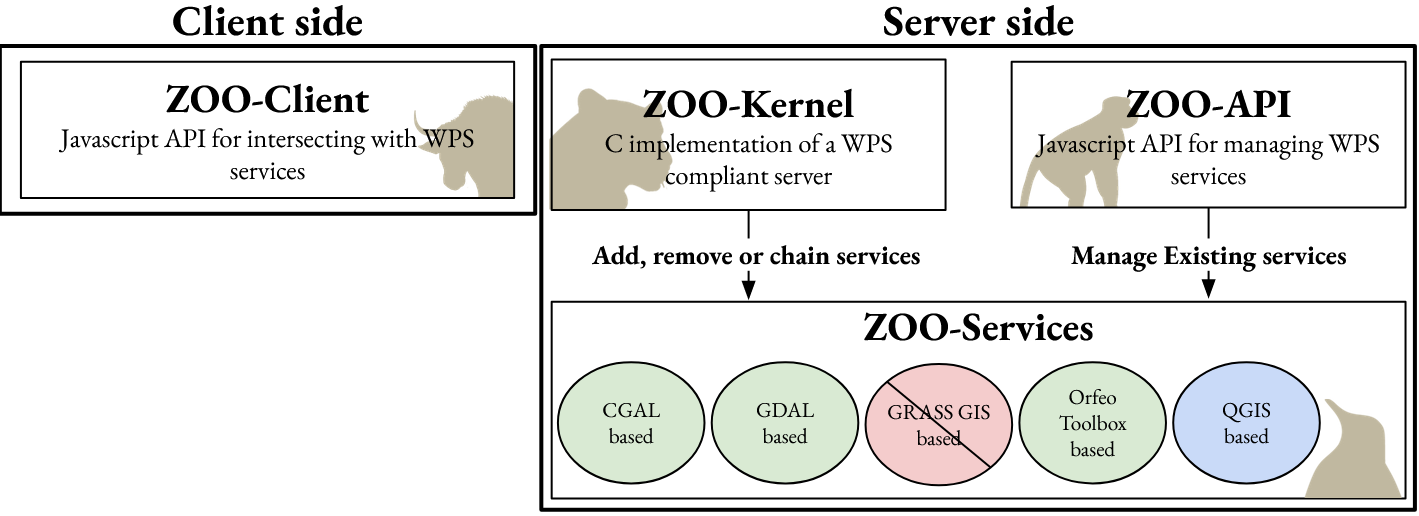 Client side
Server side
ZOO-Client
Javascript API for intersecting with WPS
services
ZOO-Kernel
C implementation of a WPS
compliant server
ZOO-API
Javascript API for managing WPS
services
Add, remove or chain services
Manage Existing services
ZOO-Services
CGAL
based
GDAL
based
GRASS GIS
based
Orfeo
Toolbox
based
QGIS
based